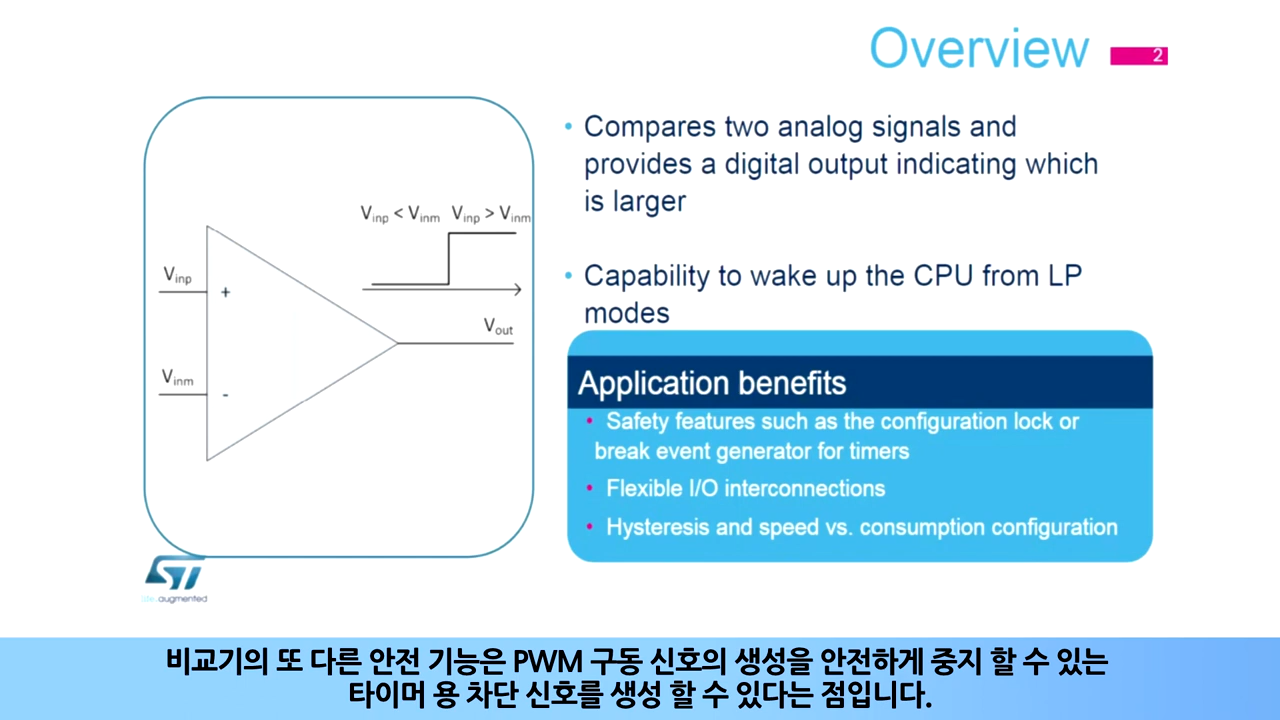 Overview
2
• Compares two analog signals and
provides a digital output indicating which
is larger
• Capability to wake up the CPU from LP
modes
Vinp < Vinm Vinp > Vinm
Vinp
+
Vout
Vinm
-
Application benefits
• Safety features such as the configuration lock or
break event generator for timers
• Flexible I/O interconnections
• Hysteresis and speed vs. consumption configuration
ST
life.augmented
비교기의 또 다른 안전 기능은 PWM 구동 신호의 생성을 안전하게 중지 할 수 있는
타이머 용 차단 신호를 생성 할 수 있다는 점입니다.